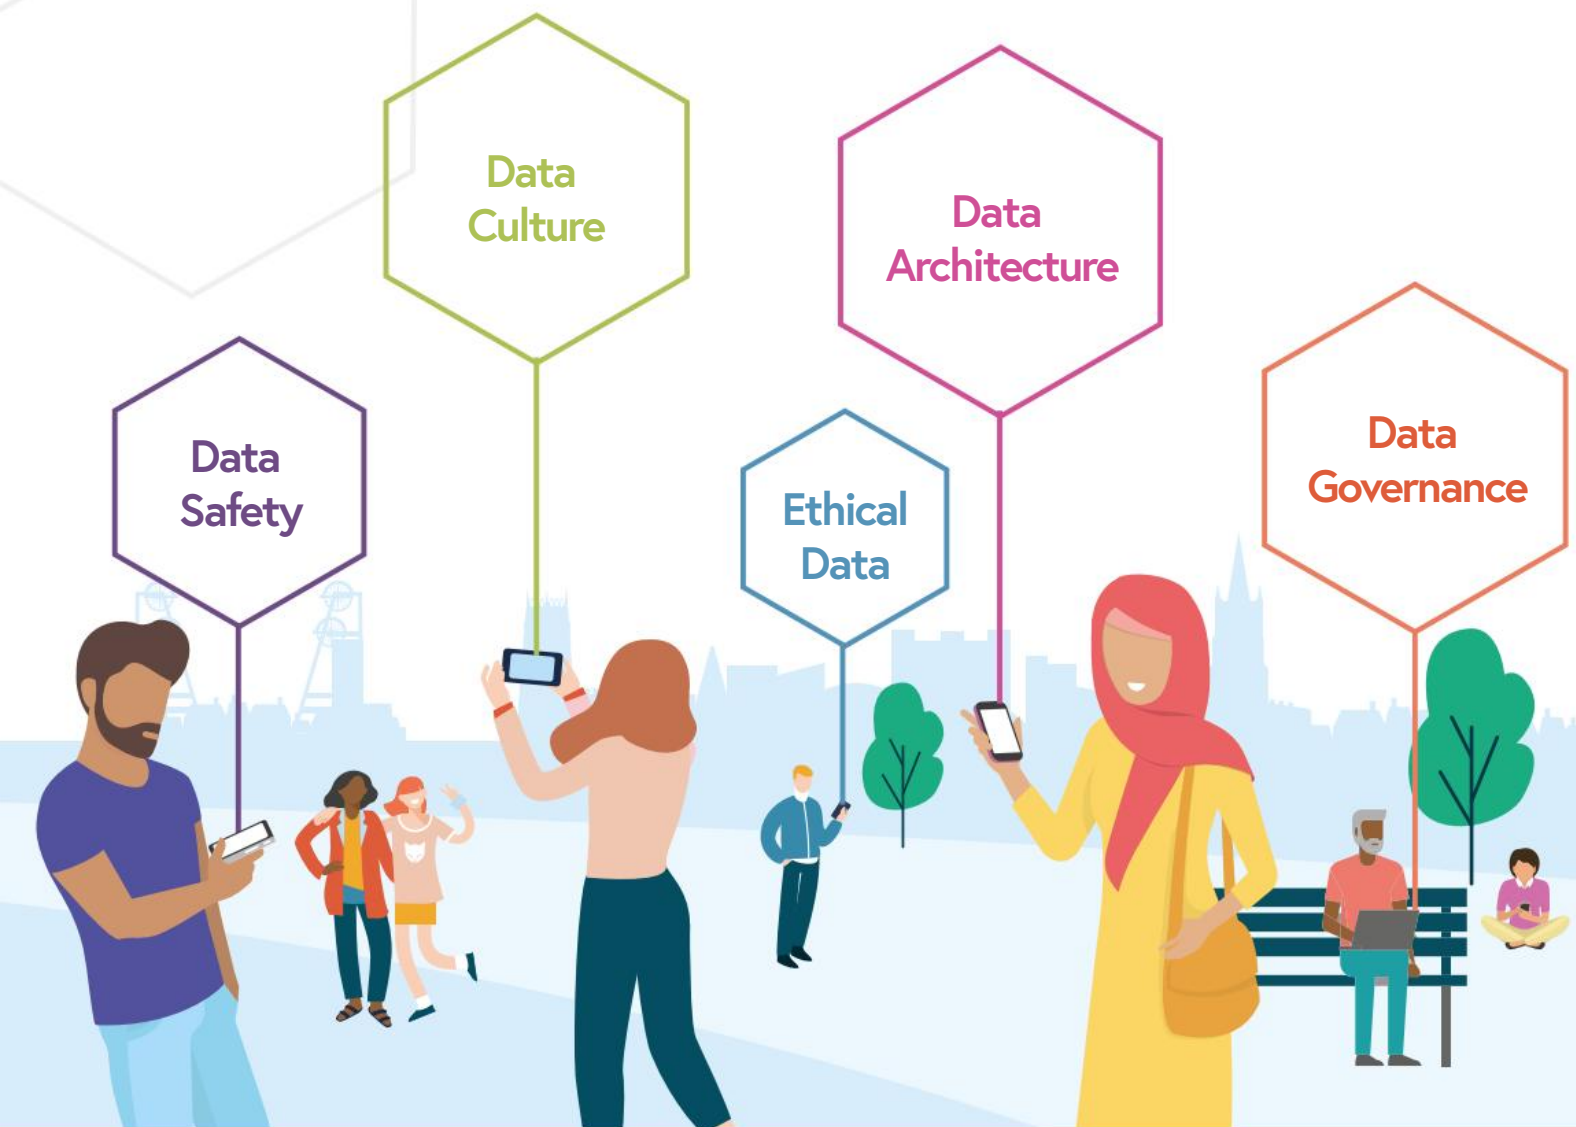 Data
Culture
Data
Architecture
Data
Safety
Ethical
Data
Data
Governance